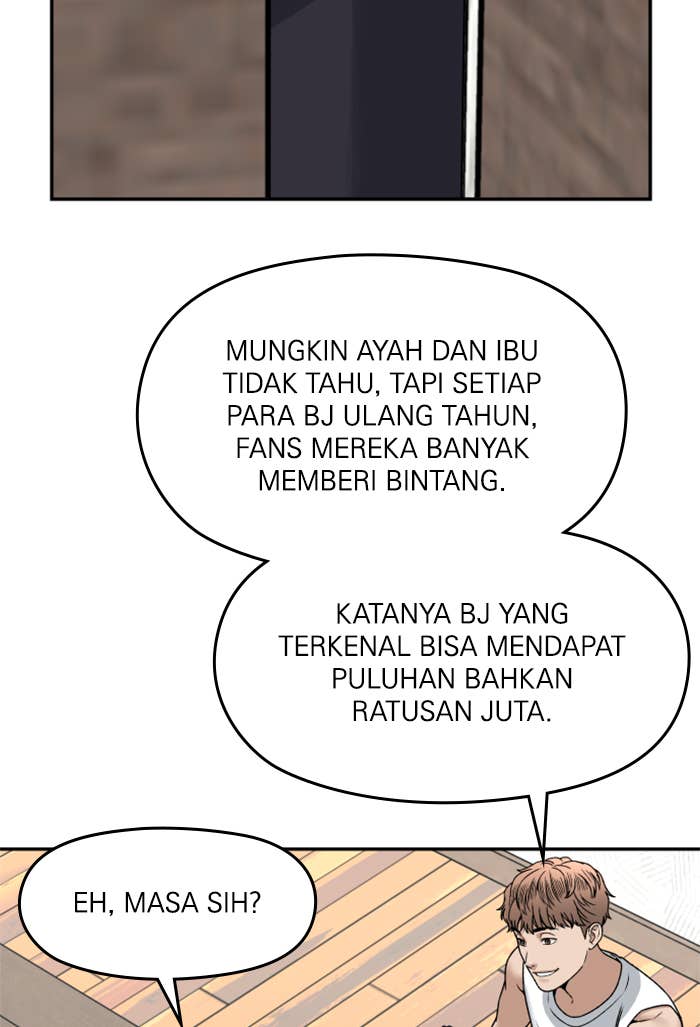 MUNGKIN AYAH DAN IBU
TIDAK TAHU, TAPI SETIAP
PARA BJ ULANG TAHUN,
FANS MEREKA BANYAK
MEMBERI BINTANG.
KATANYA BJ YANG
TERKENAL BISA MENDAPAT
PULUHAN BAHKAN
RATUSAN JUTA.
EH, MASA SIH?